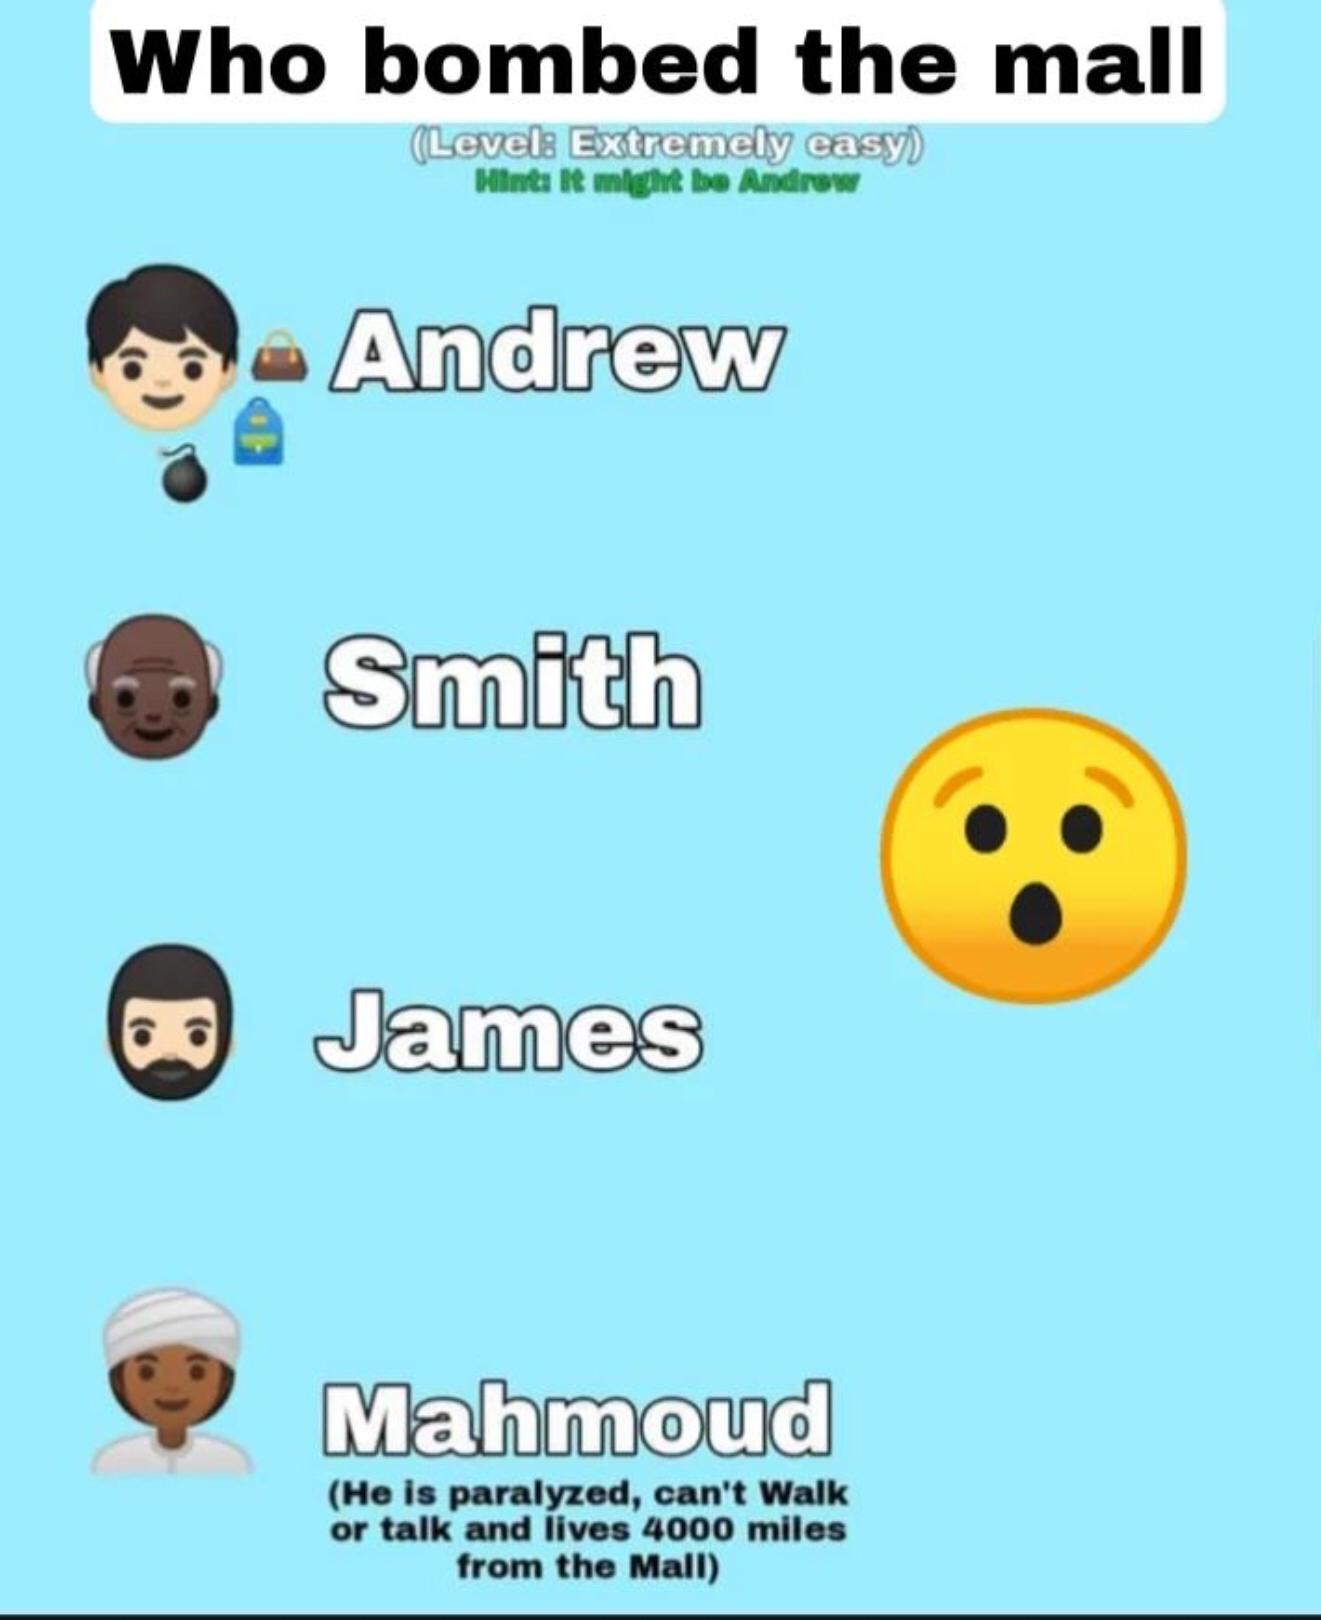 Who bombed the mall
(Level: Extremely easy)
Hint: It might be Andrew
Andrew
Smith
James
Mahmoud
(He is paralyzed, can't Walk
or talk and lives 4000 miles
from the Mall)